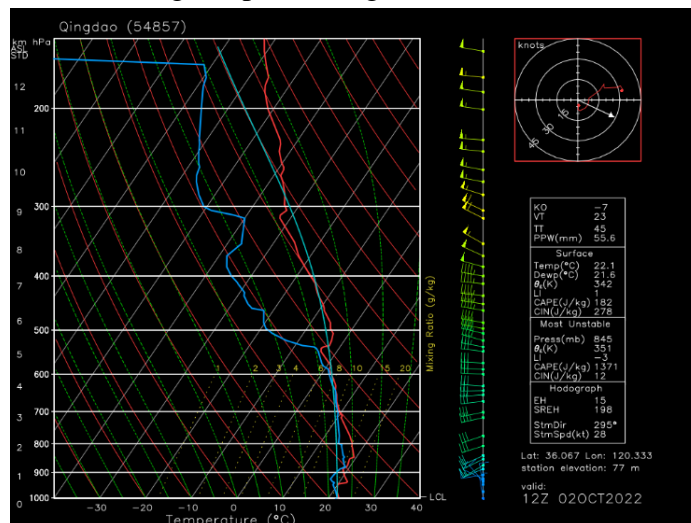 Qingdao (54857)
km hPa
ASL
STD
12
200
11
10
300
9
8
400
7
6
500
5
600
4
700
3
800
2
900
1
1000
0
1 2 3 4 6 8 10 15 20
Mixing Ratio (g/kg)
LCL
-30 -20 -10 0 10 20 30 40
Temperature (°C)
knots
15
30
45
KO -7
VT 23
TT 45
PPW(mm) 55.6
Surface
Temp(°C) 22.1
Dewp(°C) 21.6
θε(K) 342
LI 1
CAPE(J/kg) 182
CIN(J/kg) 278
Most Unstable
Press(mb) 845
θε(K) 351
LI -3
CAPE(J/kg) 1371
CIN(J/kg) 12
Hodograph
EH 15
SREH 198
StmDir 295°
StmSpd(kt) 28
Lat: 36.067 Lon: 120.333
station elevation: 77 m
valid:
12Z 02OCT2022